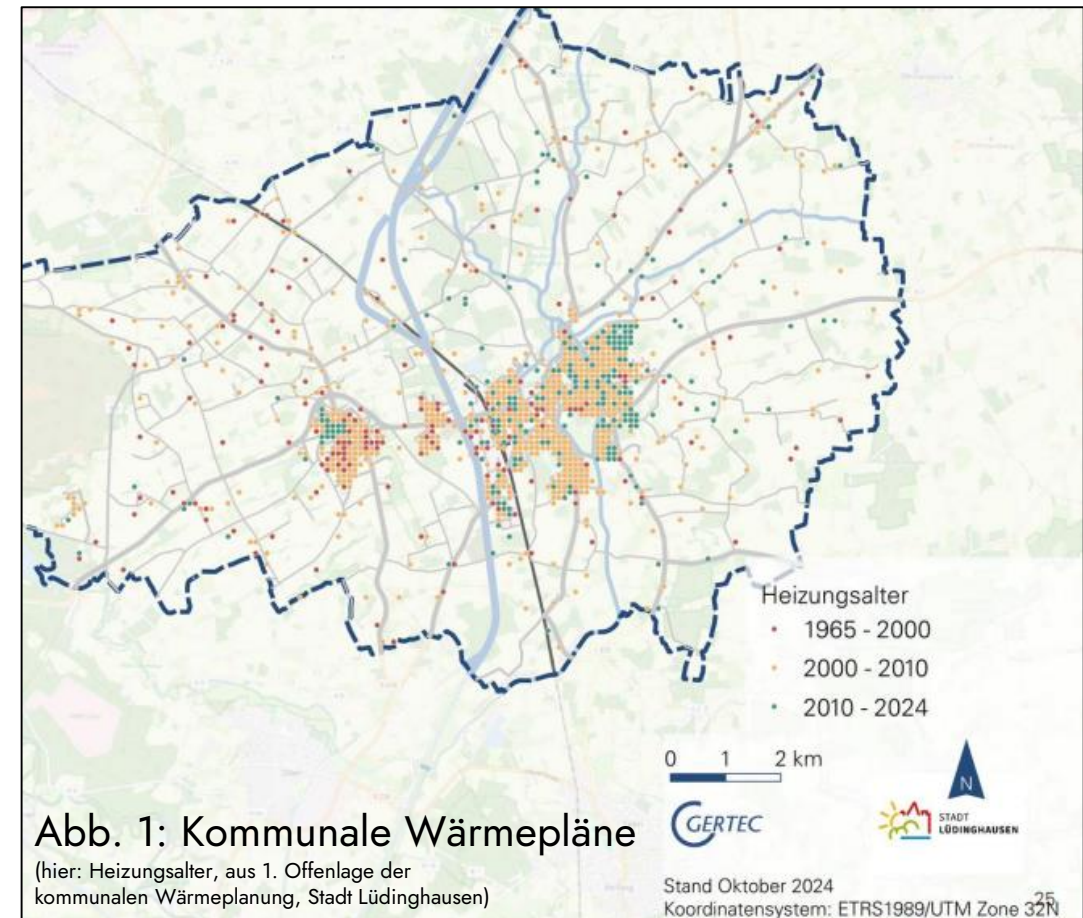 Heizungsalter
1965 - 2000
2000 - 2010
2010 - 2024
0 1 2 km
N
GERTEC
STADT
LÜDINGHAUSEN
Abb. 1: Kommunale Wärmepläne
(hier: Heizungsalter, aus 1. Offenlage der
kommunalen Wärmeplanung, Stadt Lüdinghausen)
Stand Oktober 2024
Koordinatensystem: ETRS1989/UTM Zone 32N
25